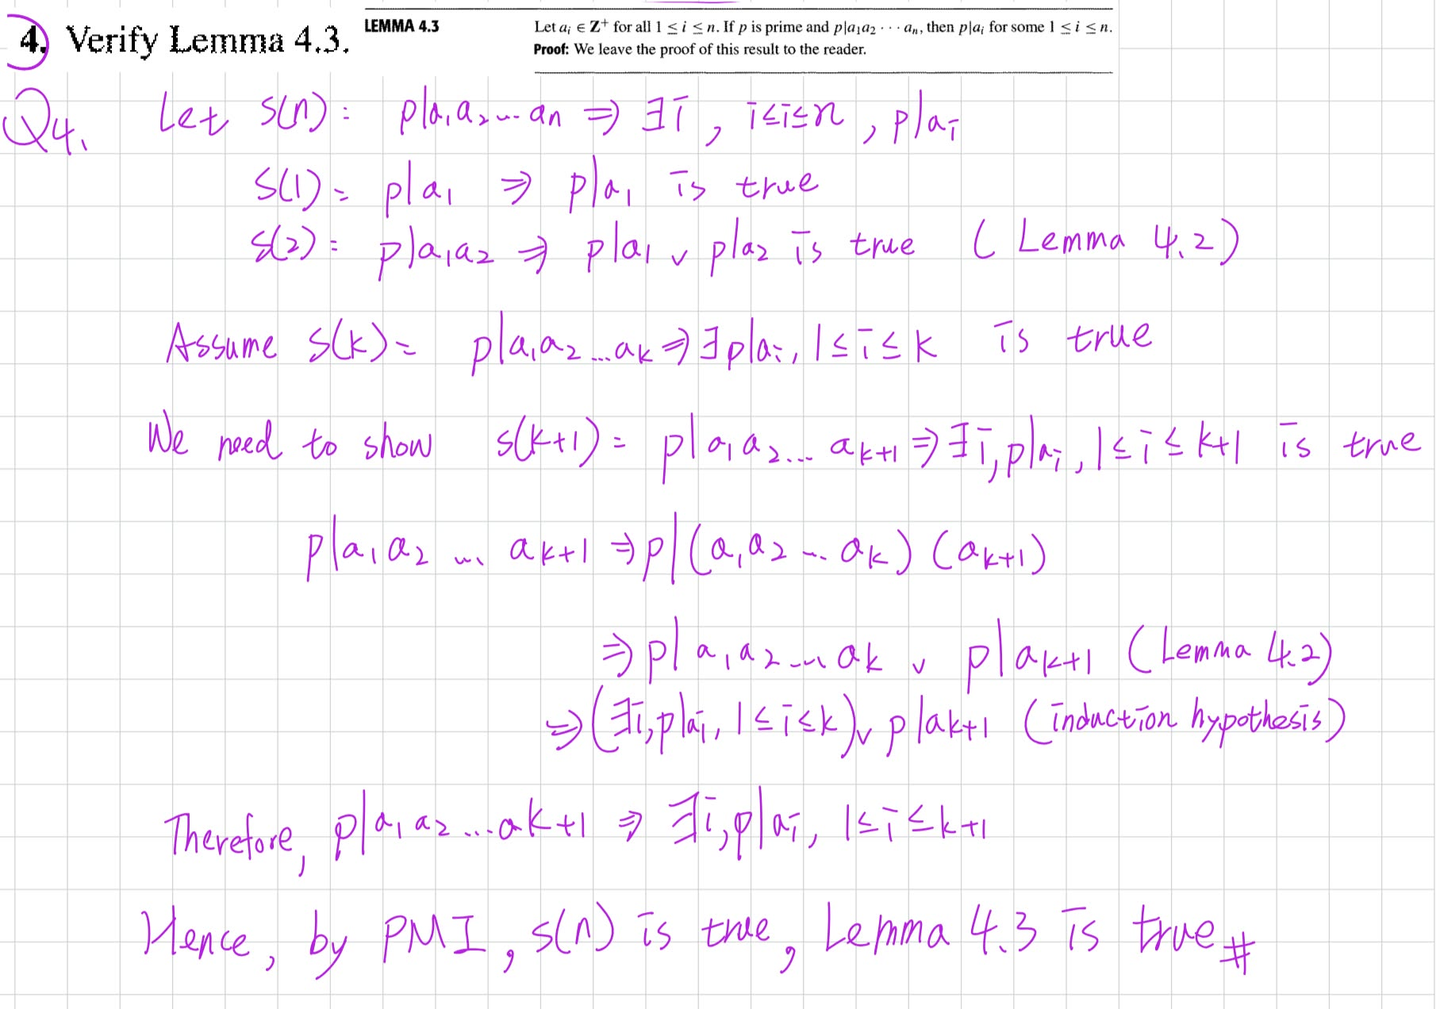 4. Verify Lemma 4.3.
LEMMA 4.3 Let aᵢ ∈ Z⁺ for all 1 ≤ i ≤ n. If p is prime and p|a₁a₂ ··· aₙ, then p|aᵢ for some 1 ≤ i ≤ n.
Proof: We leave the proof of this result to the reader.
Q4. Let s(n): p|a₁a₂...aₙ ⇒ ∃i, i≤i≤n, p|aᵢ
S(1): p|a₁ ⇒ p|a₁ is true
S(2): p|a₁a₂ ⇒ p|a₁ ∨ p|a₂ is true (Lemma 4.2)
Assume s(k): p|a₁a₂...aₖ ⇒ ∃p|aᵢ, 1≤i≤k is true
We need to show s(k+1): p|a₁a₂... aₖ₊₁ ⇒ ∃i, p|aᵢ, 1≤i≤k+1 is true
p|a₁a₂ ... aₖ₊₁ ⇒ p|(a₁a₂...aₖ)(aₖ₊₁)
⇒ p|a₁a₂...aₖ ∨ p|aₖ₊₁ (Lemma 4.2)
⇒ (∃i, p|aᵢ, 1≤i≤k) ∨ p|aₖ₊₁ (induction hypothesis)
Therefore, p|a₁a₂...aₖ₊₁ ⇒ ∃i, p|aᵢ, 1≤i≤k+1
Hence, by PMI, s(n) is true, Lemma 4.3 is true #